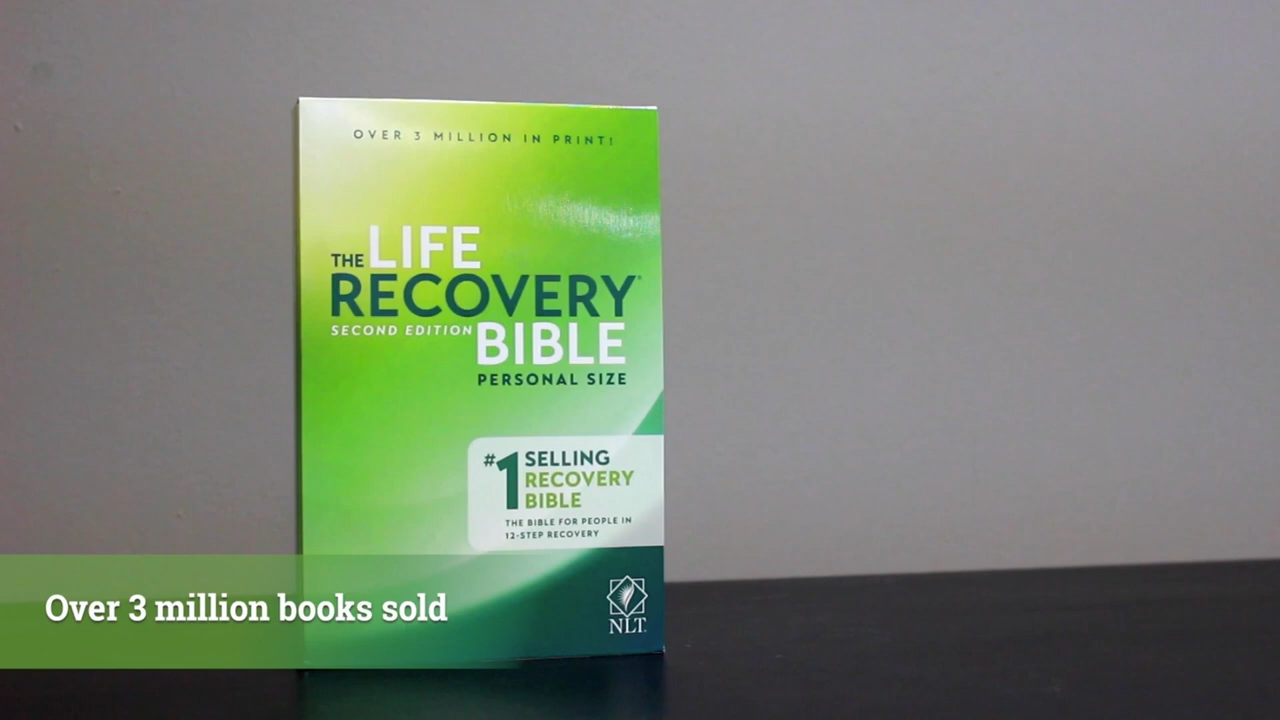 OVER 3 MILLION IN PRINT!
THE LIFE
RECOVERY®
SECOND EDITION BIBLE
PERSONAL SIZE
#1 SELLING
RECOVERY
BIBLE
THE BIBLE FOR PEOPLE IN
12-STEP RECOVERY
NLT
Over 3 million books sold